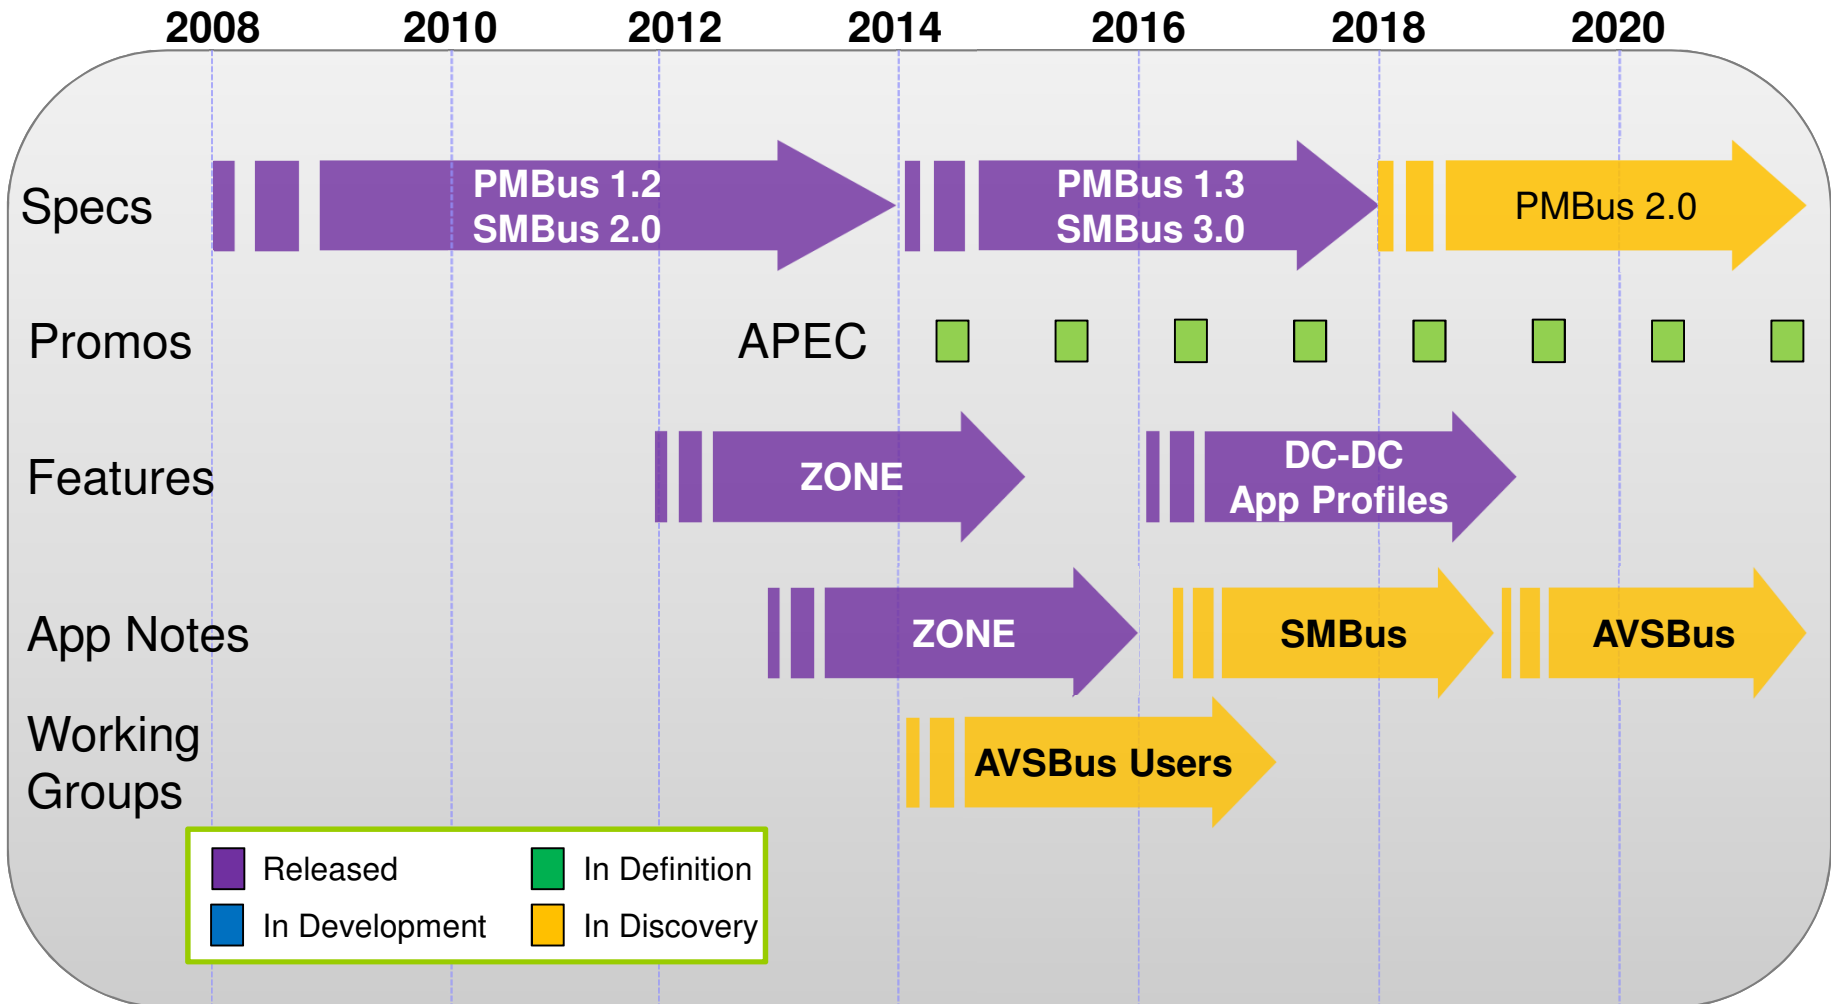 2008 2010 2012 2014 2016 2018 2020
Specs
PMBus 1.2
SMBus 2.0
PMBus 1.3
SMBus 3.0
PMBus 2.0
Promos
APEC
Features
ZONE
DC-DC
App Profiles
App Notes
ZONE
SMBus
AVSBus
Working
Groups
AVSBus Users
Released
In Definition
In Development
In Discovery